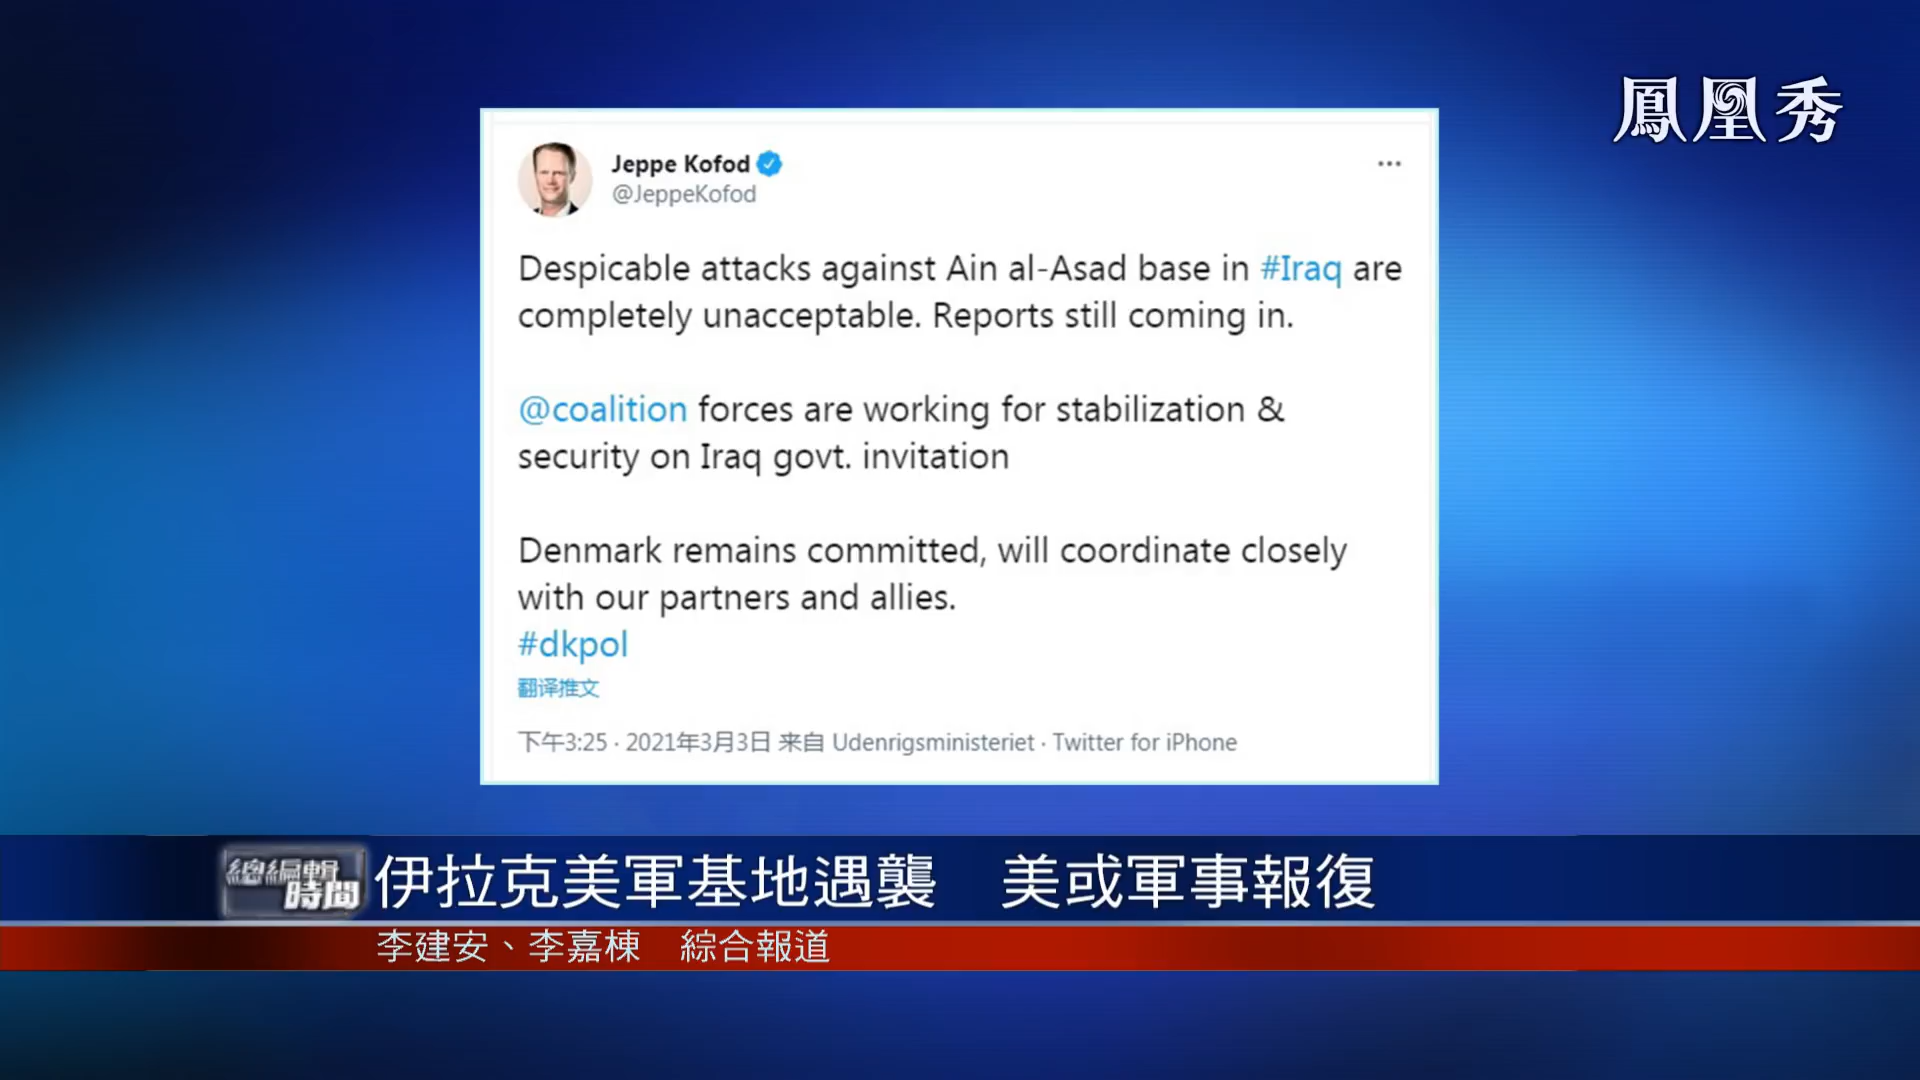 鳳凰秀
Jeppe Kofod
@JeppeKofod
Despicable attacks against Ain al-Asad base in #Iraq are
completely unacceptable. Reports still coming in.
@coalition forces are working for stabilization &
security on Iraq govt. invitation
Denmark remains committed, will coordinate closely
with our partners and allies.
#dkpol
翻译推文
下午3:25 · 2021年3月3日 来自 Udenrigsministeriet · Twitter for iPhone
總編輯
時間
伊拉克美軍基地遇襲 美或軍事報復
李建安、李嘉棟 綜合報道